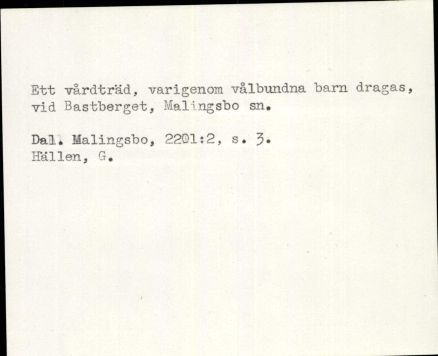 Ett vårdträd, varigenom vålbundna barn dragas,
vid Bastberget, Malingsbo sn.
Dal. Malingsbo, 2201:2, s. 3.
Hällen, G.